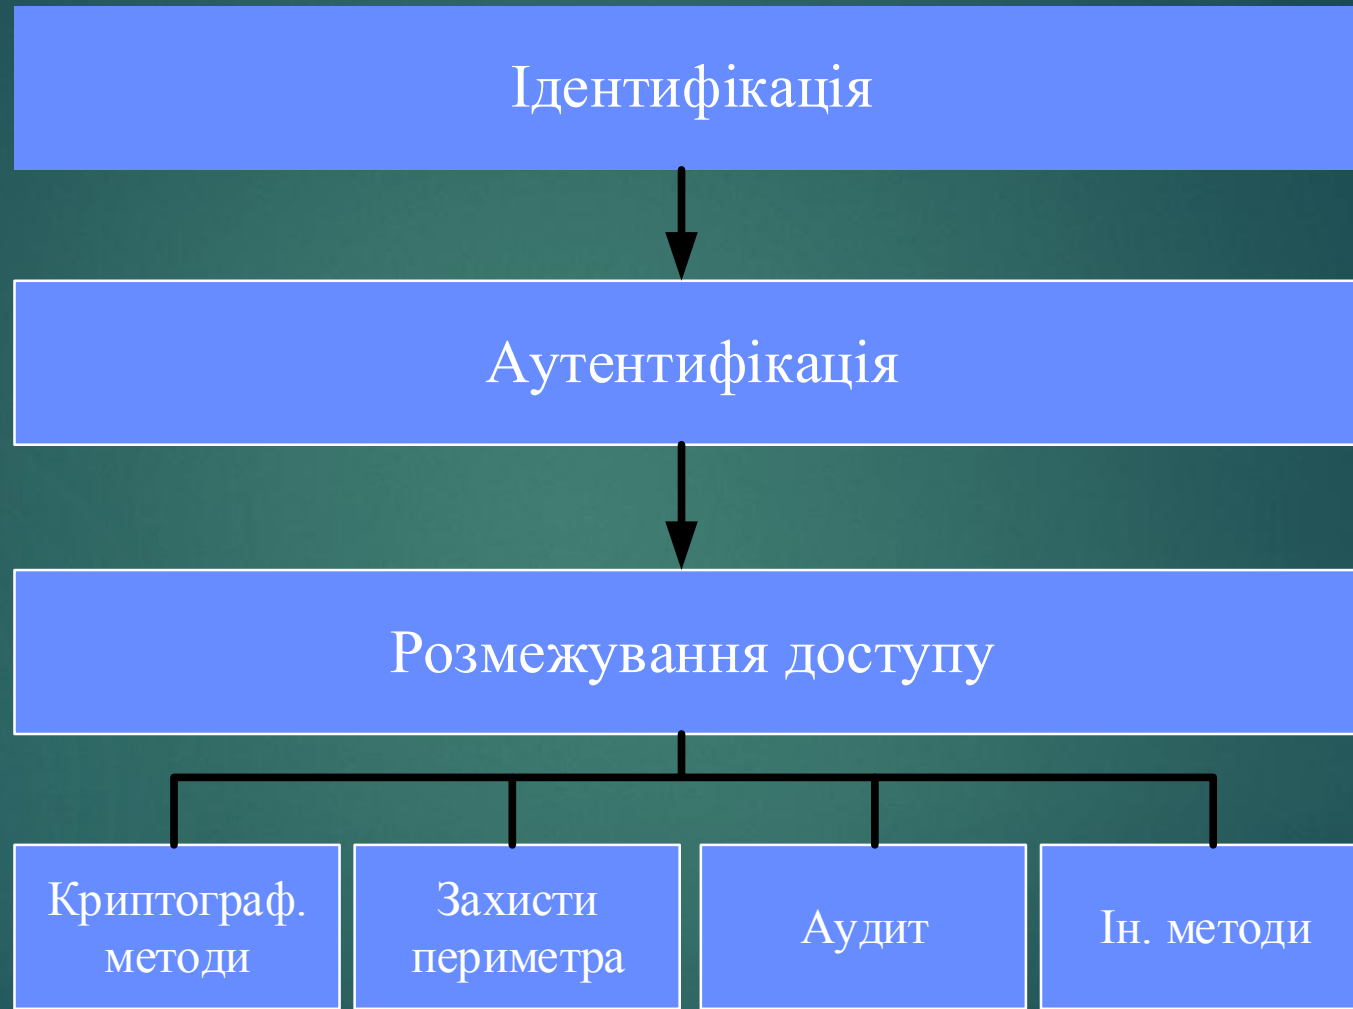 Ідентифікація
Аутентифікація
Розмежування доступу
Криптограф.
методи
Захисти
периметра
Аудит
Ін. методи